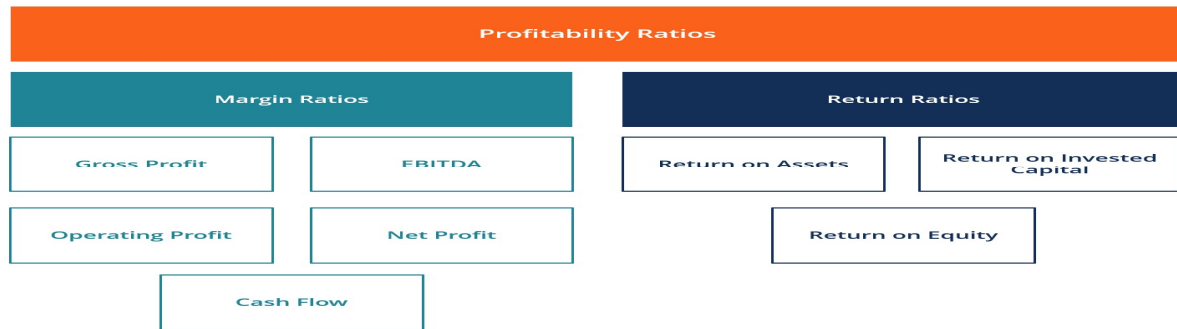 Profitability Ratios
Margin Ratios
Return Ratios
Gross Profit
EBITDA
Return on Assets
Return on Invested
Capital
Operating Profit
Net Profit
Return on Equity
Cash Flow